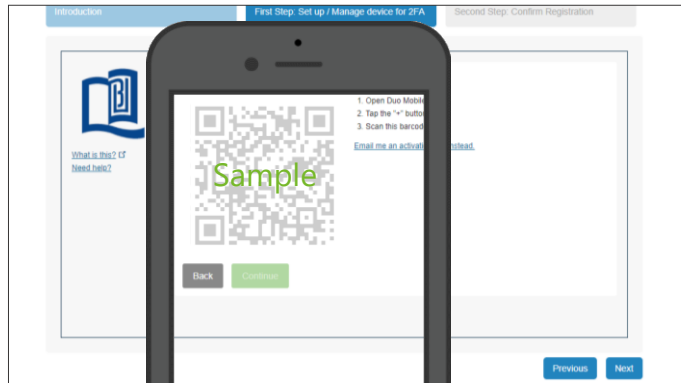 Introduction
First Step: Set up / Manage device for 2FA
Second Step: Confirm Registration
What is this?
Need help?
Sample
1. Open Duo Mobile
2. Tap the "+" butto
3. Scan this barcod
Email me an activati
nstead.
Back
Continue
Previous
Next